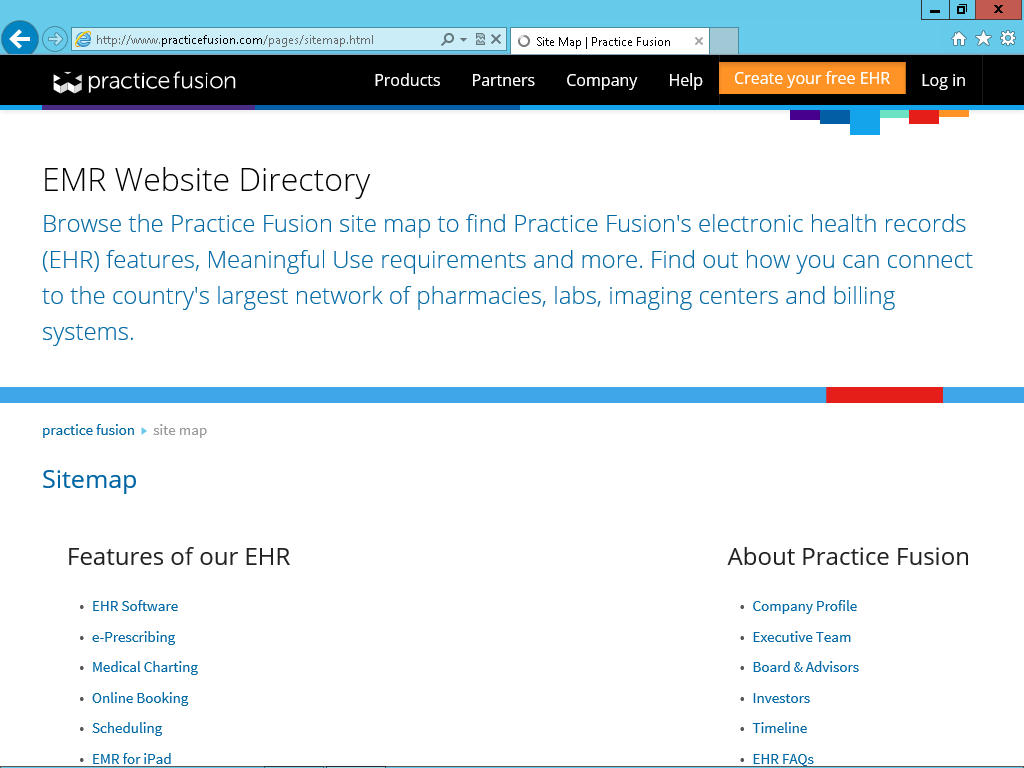 http://www.practicefusion.com/pages/sitemap.html
Site Map | Practice Fusion
practice fusion
Products
Partners
Company
Help
Create your free EHR
Log in
EMR Website Directory
Browse the Practice Fusion site map to find Practice Fusion's electronic health records
(EHR) features, Meaningful Use requirements and more. Find out how you can connect
to the country's largest network of pharmacies, labs, imaging centers and billing
systems.
practice fusion
site map
Sitemap
Features of our EHR
EHR Software
e-Prescribing
Medical Charting
Online Booking
Scheduling
EMR for iPad
About Practice Fusion
Company Profile
Executive Team
Board & Advisors
Investors
Timeline
EHR FAQs